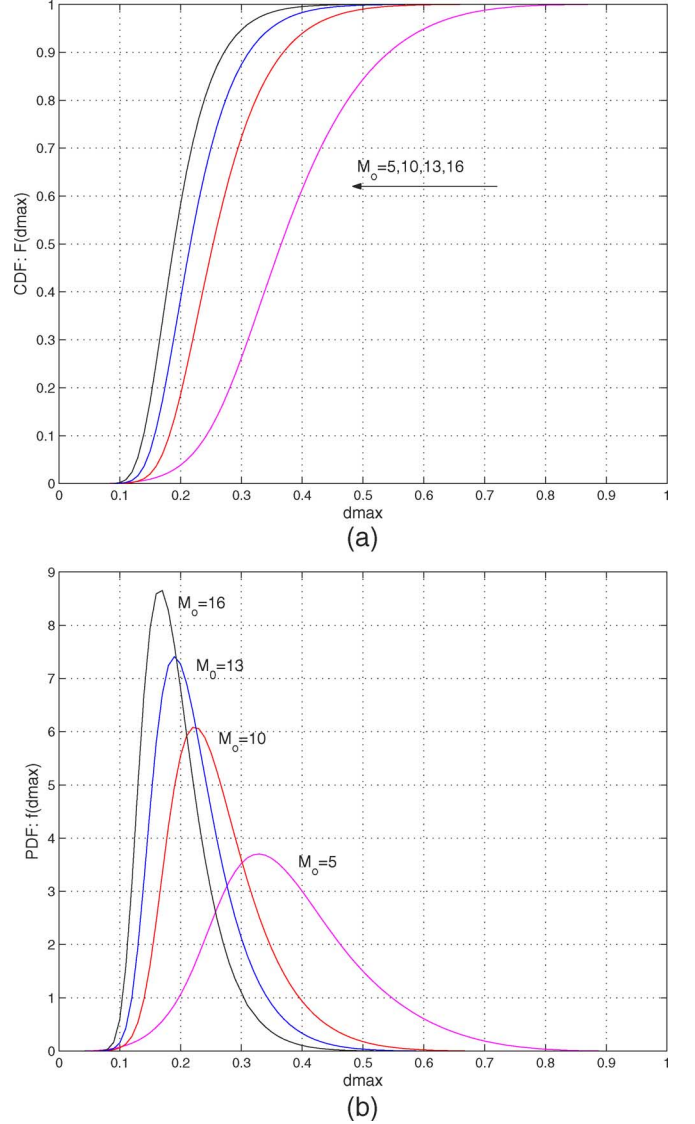 1
0.9
0.8
0.7
0.6
0.5
0.4
0.3
0.2
0.1
0
CDF: F(dmax)
Mo=5,10,13,16
0 0.1 0.2 0.3 0.4 0.5 0.6 0.7 0.8 0.9 1
dmax
(a)
9
8
7
6
5
4
3
2
1
0
PDF: f(dmax)
Mo=16
Mo=13
Mo=10
Mo=5
0 0.1 0.2 0.3 0.4 0.5 0.6 0.7 0.8 0.9 1
dmax
(b)